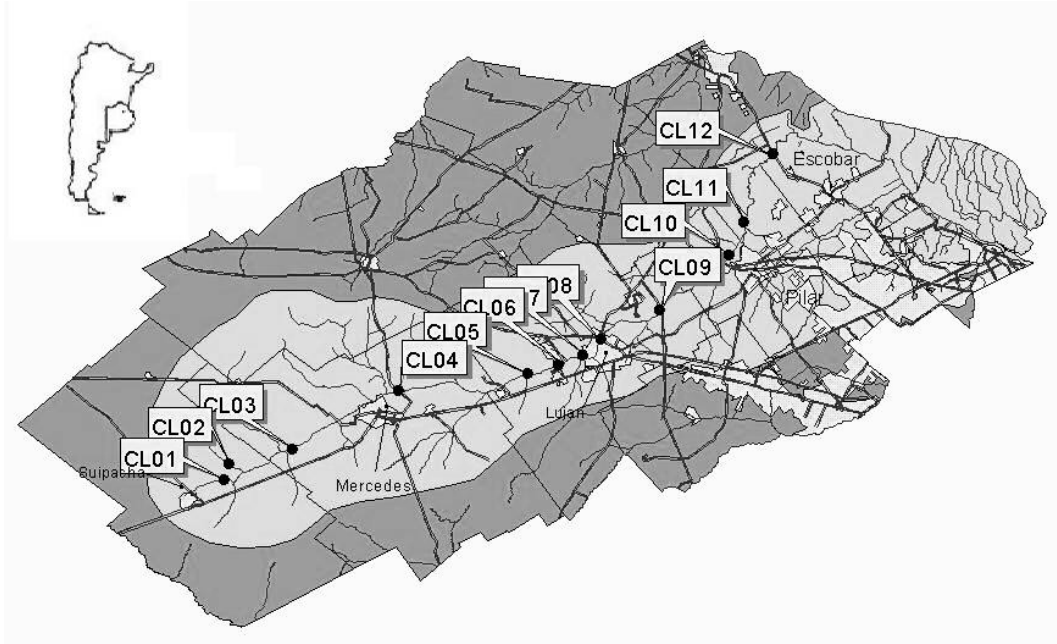 CL12
Escobar
CL11
CL10
CL09
Pilar
08
7
CL06
CL05
CL04
Lujan
CL03
CL02
CL01
Suipacha
Mercedes